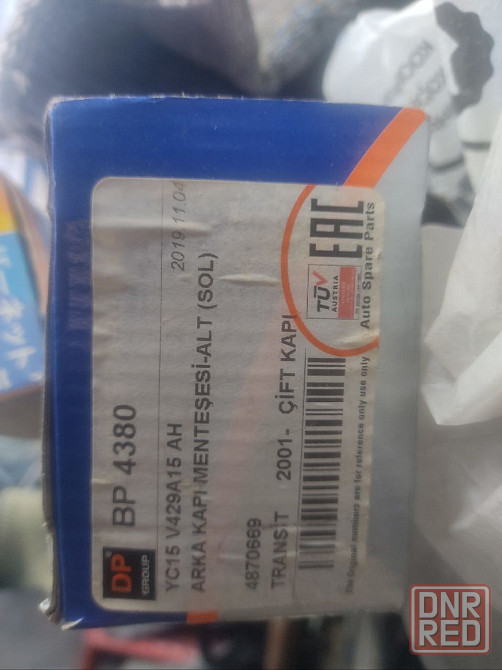 DP GROUP
BP 4380
YC15 V429A15 AH
2019.11.04
ARKA KAPI MENTEŞESİ-ALT (SOL)
4870669
TRANSIT 2001- ÇİFT KAPI
The Original numbers are for reference only use only
EAC
TÜV
AUSTRIA
Auto Spare Parts
DNR
RED